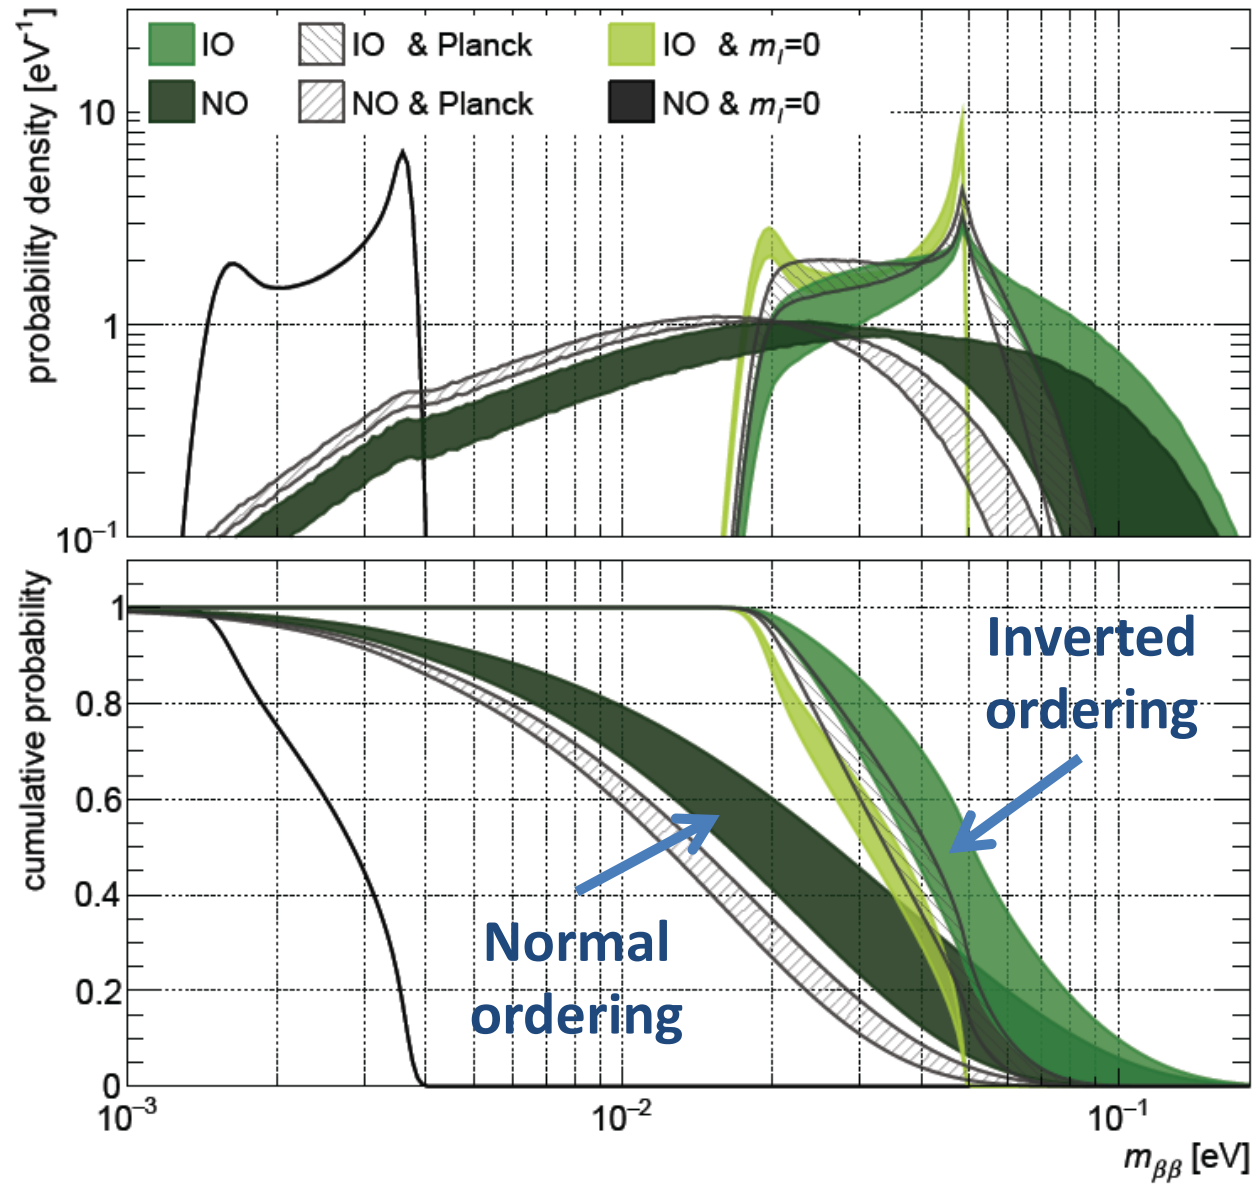 IO
IO & Planck
IO & mₗ=0
NO
NO & Planck
NO & mₗ=0
probability density [eV⁻¹]
10
1
10⁻¹
cumulative probability
1
0.8
0.6
0.4
0.2
0
Inverted
ordering
Normal
ordering
10⁻³
10⁻²
10⁻¹
m_ββ [eV]